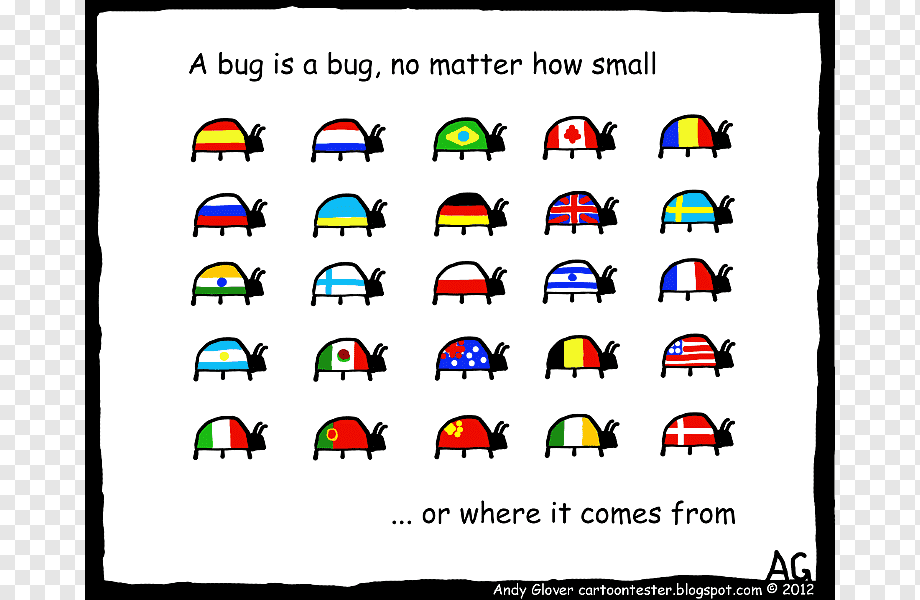 A bug is a bug, no matter how small
... or where it comes from
AG
Andy Glover cartoontester.blogspot.com © 2012